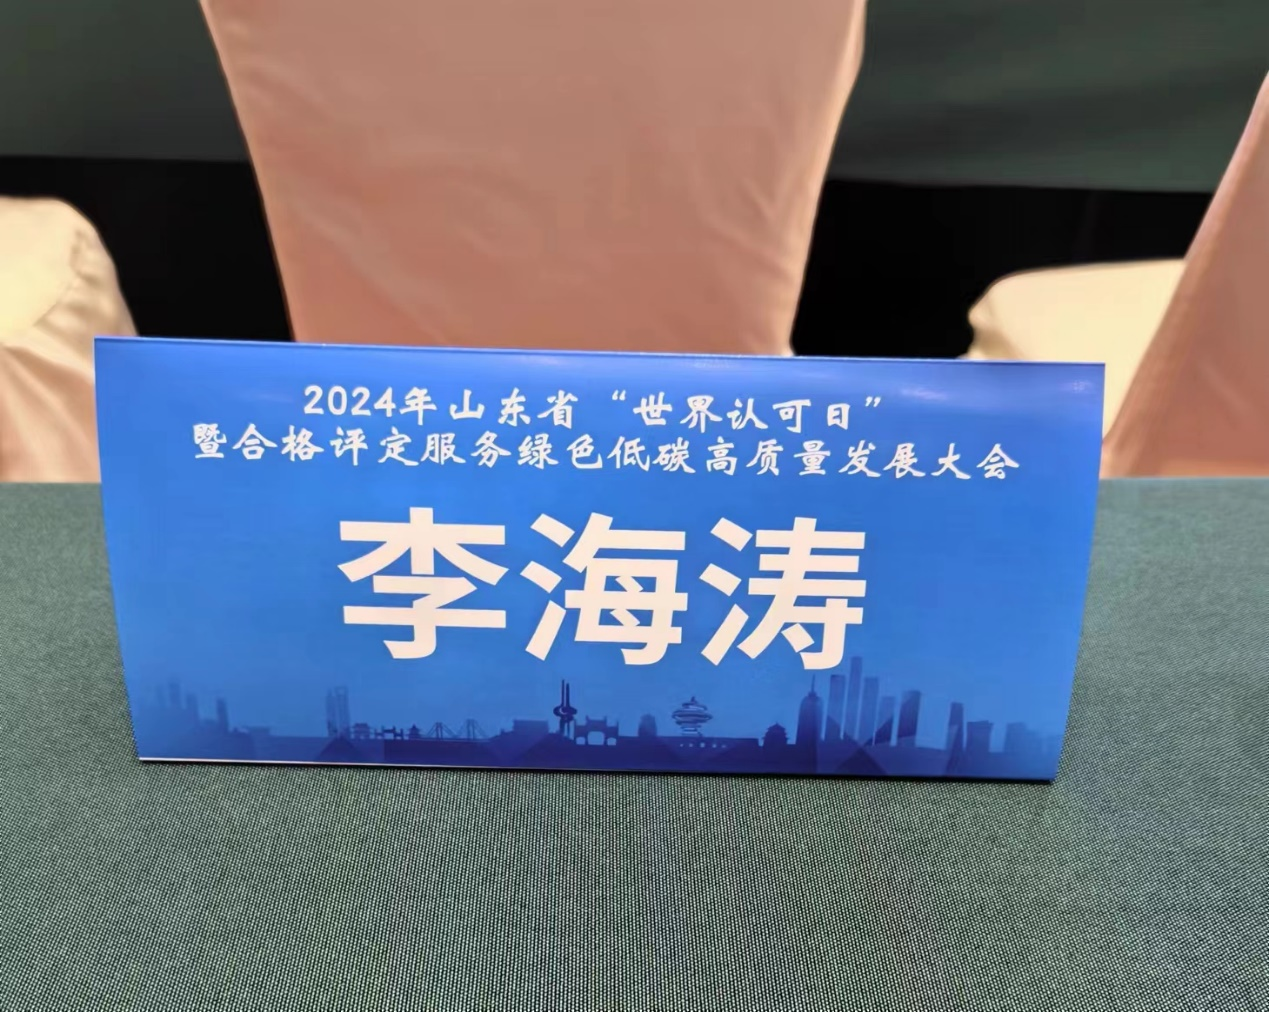 2024年山东省“世界认可日”
暨合格评定服务绿色低碳高质量发展大会
李海涛